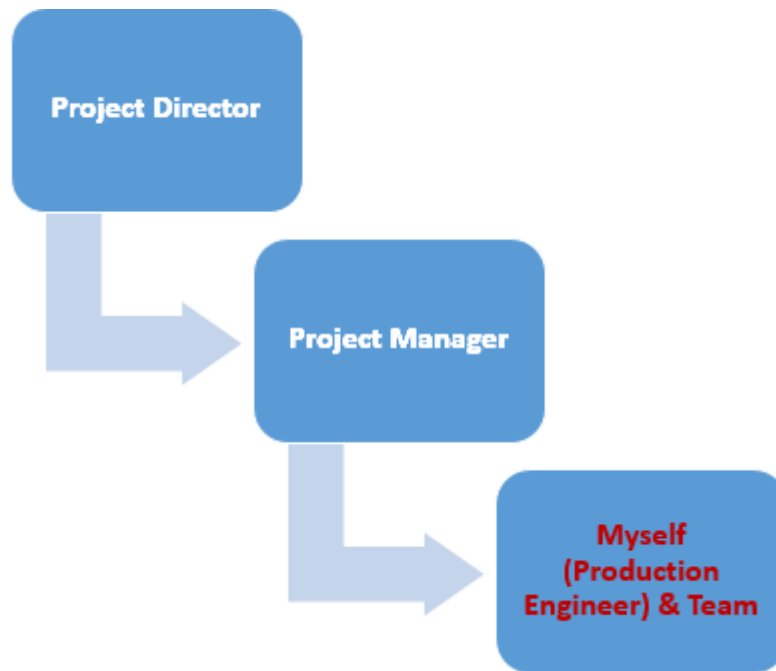 Project Director
Project Manager
Myself
(Production
Engineer) & Team